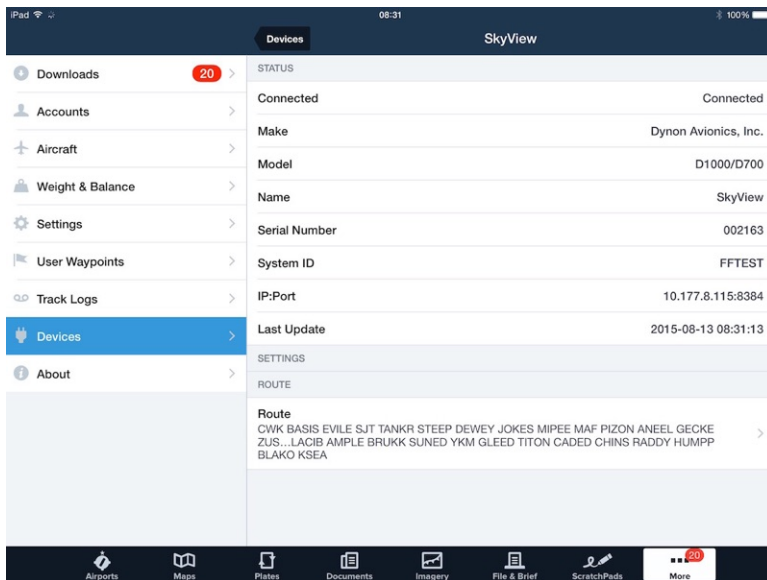 iPad 08:31 100%
Devices SkyView
Downloads 20
Accounts
Aircraft
Weight & Balance
Settings
User Waypoints
Track Logs
Devices
About
STATUS
Connected Connected
Make Dynon Avionics, Inc.
Model D1000/D700
Name SkyView
Serial Number 002163
System ID FFTEST
IP:Port 10.177.8.115:8384
Last Update 2015-08-13 08:31:13
SETTINGS
ROUTE
Route
CWK BASIS EVILE SJT TANKR STEEP DEWEY JOKES MIPEE MAF PIZON ANEEL GECKE
ZUS...LACIB AMPLE BRUKK SUNED YKM GLEED TITON CADED CHINS RADDY HUMPP
BLAKO KSEA
20
Airports Maps Plates Documents Imagery File & Brief ScratchPads More